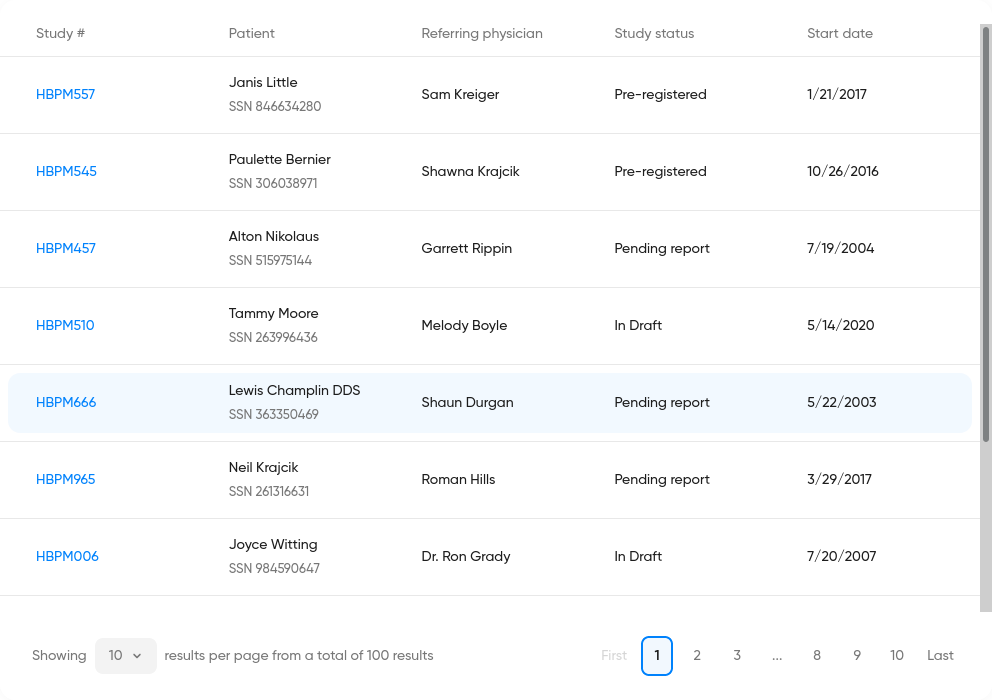 Study # Patient Referring physician Study status Start date
Janis Little
HBPM557 Sam Kreiger Pre-registered 1/21/2017
SSN 846634280
Paulette Bernier
HBPM545 Shawna Krajcik Pre-registered 10/26/2016
SSN 306038971
Alton Nikolaus
HBPM457 Garrett Rippin Pending report 7/19/2004
SSN 515975144
Tammy Moore
HBPM510 Melody Boyle In Draft 5/14/2020
SSN 263996436
Lewis Champlin DDS
HBPM666 Shaun Durgan Pending report 5/22/2003
SSN 363350469
Neil Krajcik
HBPM965 Roman Hills Pending report 3/29/2017
SSN 261316631
Joyce Witting
HBPM006 Dr. Ron Grady In Draft 7/20/2007
SSN 984590647
Showing 10 results per page from a total of 100 results First 1 2 3 ... 8 9 10 Last